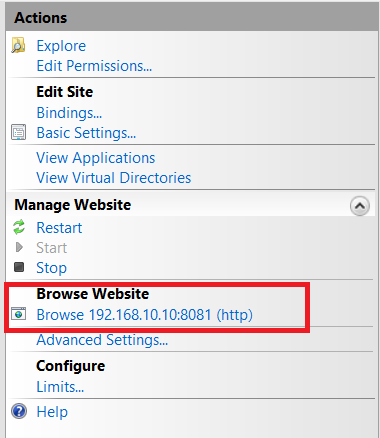 Actions
Explore
Edit Permissions...
Edit Site
Bindings...
Basic Settings...
View Applications
View Virtual Directories
Manage Website
Restart
Start
Stop
Browse Website
Browse 192.168.10.10:8081 (http)
Advanced Settings...
Configure
Limits...
Help